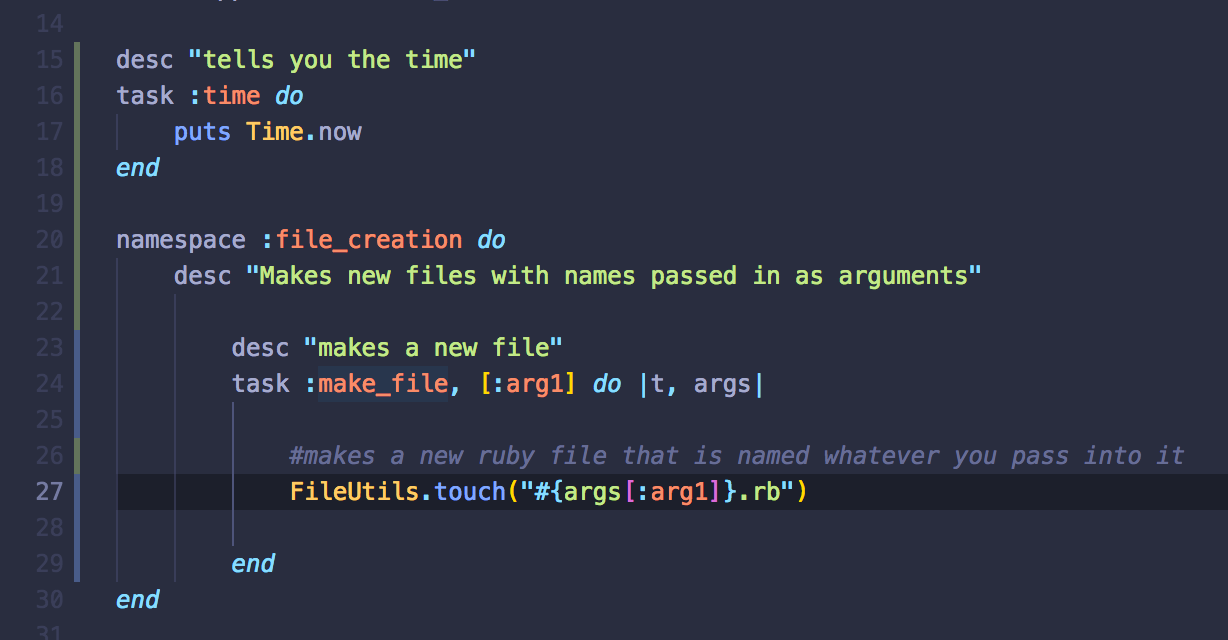 14
15 desc "tells you the time"
16 task :time do
17 puts Time.now
18 end
19
20 namespace :file_creation do
21 desc "Makes new files with names passed in as arguments"
22
23 desc "makes a new file"
24 task :make_file, [:arg1] do |t, args|
25
26 #makes a new ruby file that is named whatever you pass into it
27 FileUtils.touch("#{args[:arg1]}.rb")
28
29 end
30 end
31